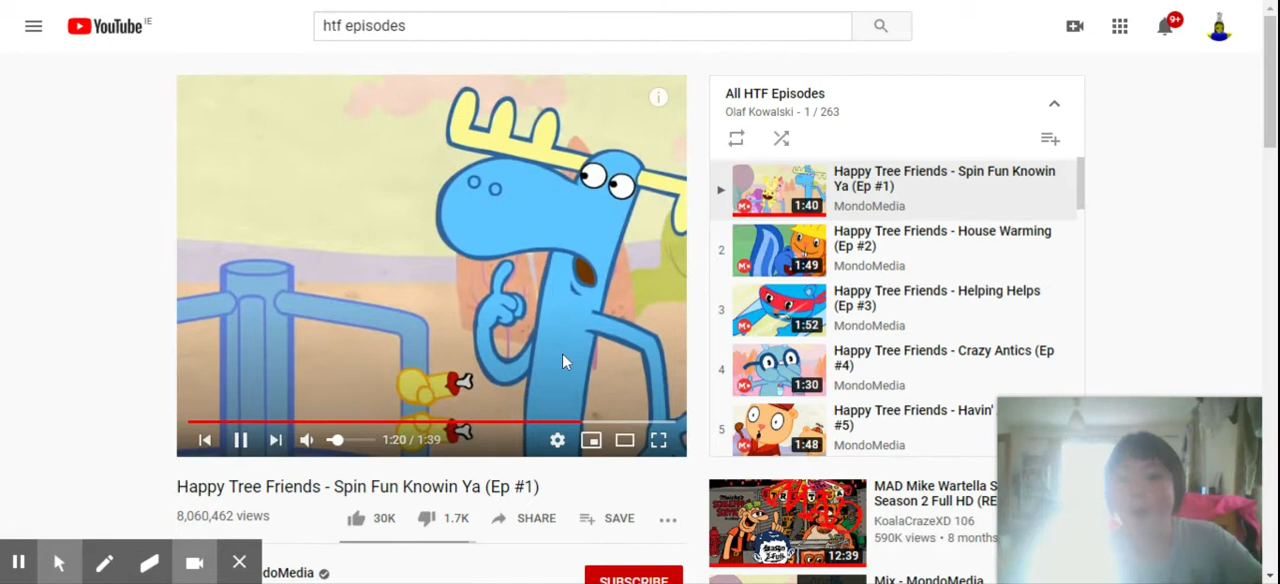 YouTube IE
htf episodes
9+
All HTF Episodes
Olaf Kowalski - 1 / 263
Happy Tree Friends - Spin Fun Knowin
Ya (Ep #1)
MondoMedia
1:40
2
Happy Tree Friends - House Warming
(Ep #2)
MondoMedia
1:49
3
Happy Tree Friends - Helping Helps
(Ep #3)
MondoMedia
1:52
4
Happy Tree Friends - Crazy Antics (Ep
#4)
MondoMedia
1:30
5
Happy Tree Friends - Havin'
#5)
MondoMedia
1:48
1:20 / 1:39
Happy Tree Friends - Spin Fun Knowin Ya (Ep #1)
8,060,462 views
30K
1.7K
SHARE
SAVE
MAD Mike Wartella S
Season 2 Full HD (RE
KoalaCrazeXD 106
590K views • 8 months
12:39
doMedia
SUBSCRIBE
Mix - MondoMedia